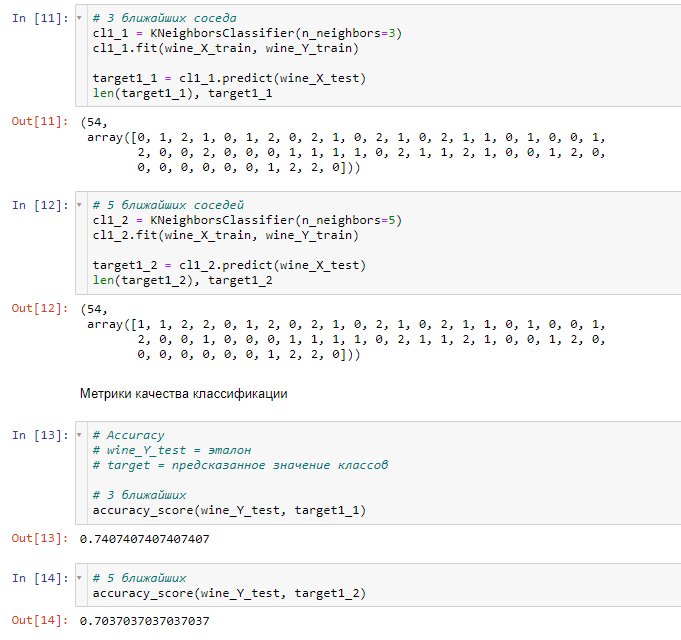 In [11]:
# 3 ближайших соседа
cl1_1 = KNeighborsClassifier(n_neighbors=3)
cl1_1.fit(wine_X_train, wine_Y_train)
target1_1 = cl1_1.predict(wine_X_test)
len(target1_1), target1_1
Out[11]: (54,
array([0, 1, 2, 1, 0, 1, 2, 0, 2, 1, 0, 2, 1, 0, 2, 1, 1, 0, 1, 0, 0, 1,
2, 0, 0, 2, 0, 0, 0, 1, 1, 1, 1, 0, 2, 1, 1, 2, 1, 0, 0, 1, 2, 0,
0, 0, 0, 0, 0, 0, 1, 2, 2, 0]))
In [12]:
# 5 ближайших соседей
cl1_2 = KNeighborsClassifier(n_neighbors=5)
cl1_2.fit(wine_X_train, wine_Y_train)
target1_2 = cl1_2.predict(wine_X_test)
len(target1_2), target1_2
Out[12]: (54,
array([1, 1, 2, 2, 0, 1, 2, 0, 2, 1, 0, 2, 1, 0, 2, 1, 1, 0, 1, 0, 0, 1,
2, 0, 0, 1, 0, 0, 0, 1, 1, 1, 1, 0, 2, 1, 1, 2, 1, 0, 0, 1, 2, 0,
0, 0, 0, 0, 0, 0, 1, 2, 2, 0]))
Метрики качества классификации
In [13]:
# Accuracy
# wine_Y_test = эталон
# target = предсказанное значение классов
# 3 ближайших
accuracy_score(wine_Y_test, target1_1)
Out[13]: 0.7407407407407407
In [14]:
# 5 ближайших
accuracy_score(wine_Y_test, target1_2)
Out[14]: 0.7037037037037037